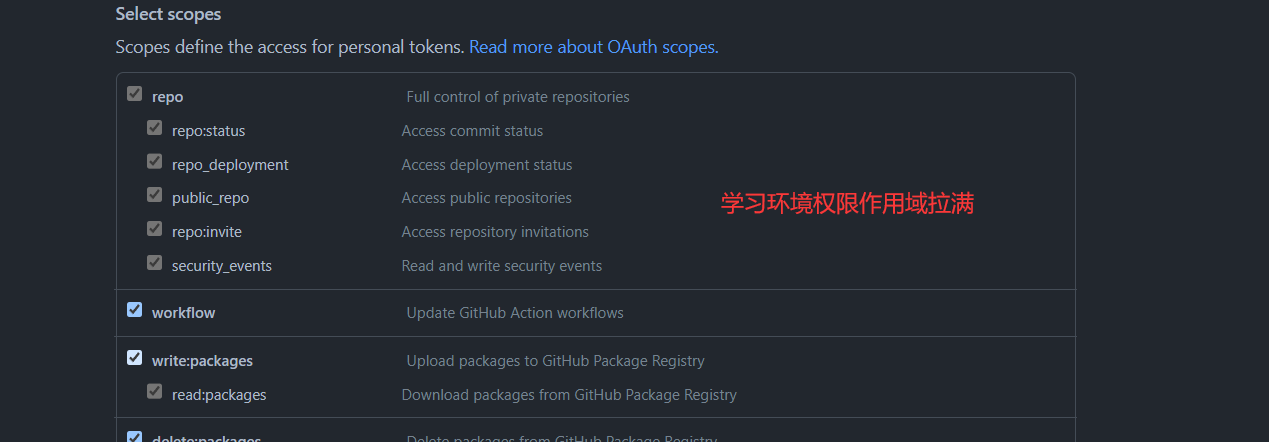 Select scopes
Scopes define the access for personal tokens. Read more about OAuth scopes.
repo Full control of private repositories
repo:status Access commit status
repo_deployment Access deployment status
public_repo Access public repositories
学习环境权限作用域拉满
repo:invite Access repository invitations
security_events Read and write security events
workflow Update GitHub Action workflows
write:packages Upload packages to GitHub Package Registry
read:packages Download packages from GitHub Package Registry
delete:packages Delete packages from GitHub Package Registry